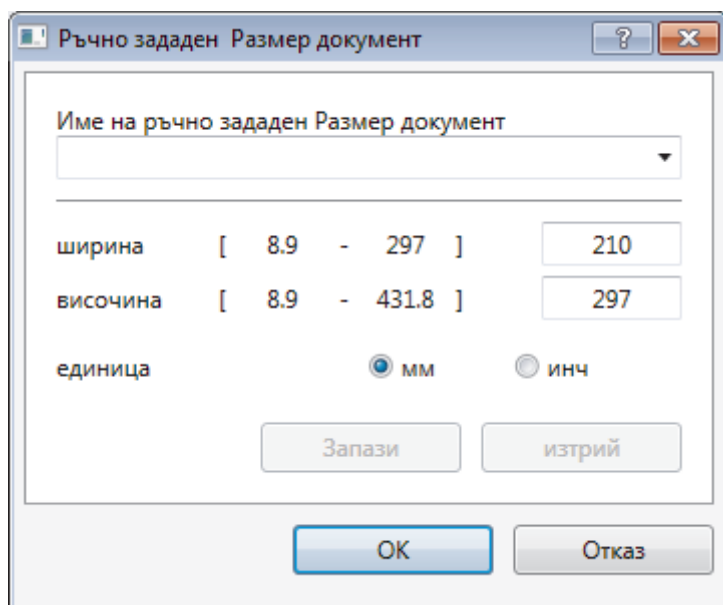 Ръчно зададен Размер документ
Име на ръчно зададен Размер документ
ширина [ 8.9 - 297 ] 210
височина [ 8.9 - 431.8 ] 297
единица мм инч
Запази изтрий
OK Отказ